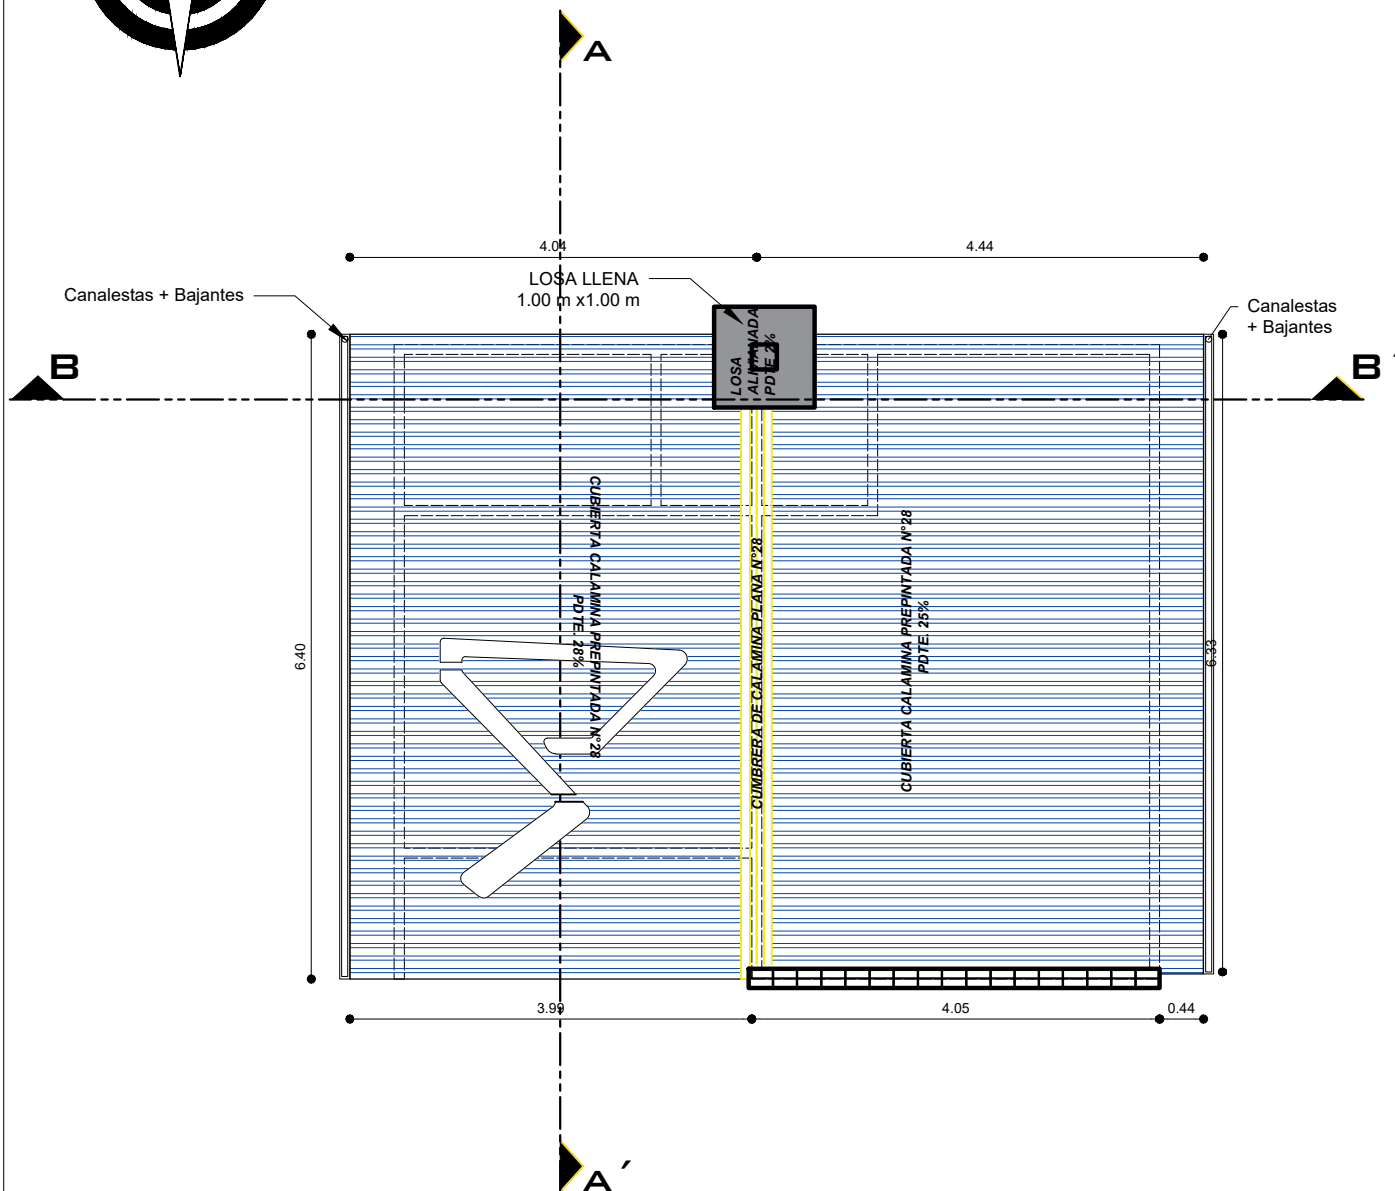 A
4.04
4.44
LOSA LLENA
1.00 m x1.00 m
Canalestas + Bajantes
Canalestas
+ Bajantes
LOSA
ALIVIANADA
PDTE.2%
B
B´
CUBIERTA CALAMINA PREPINTADA N°28
PDTE. 28%
CUMBRERA DE CALAMINA PLANA N°28
CUBIERTA CALAMINA PREPINTADA N°28
PDTE. 25%
6.40
6.33
3.99
4.05
0.44
A´